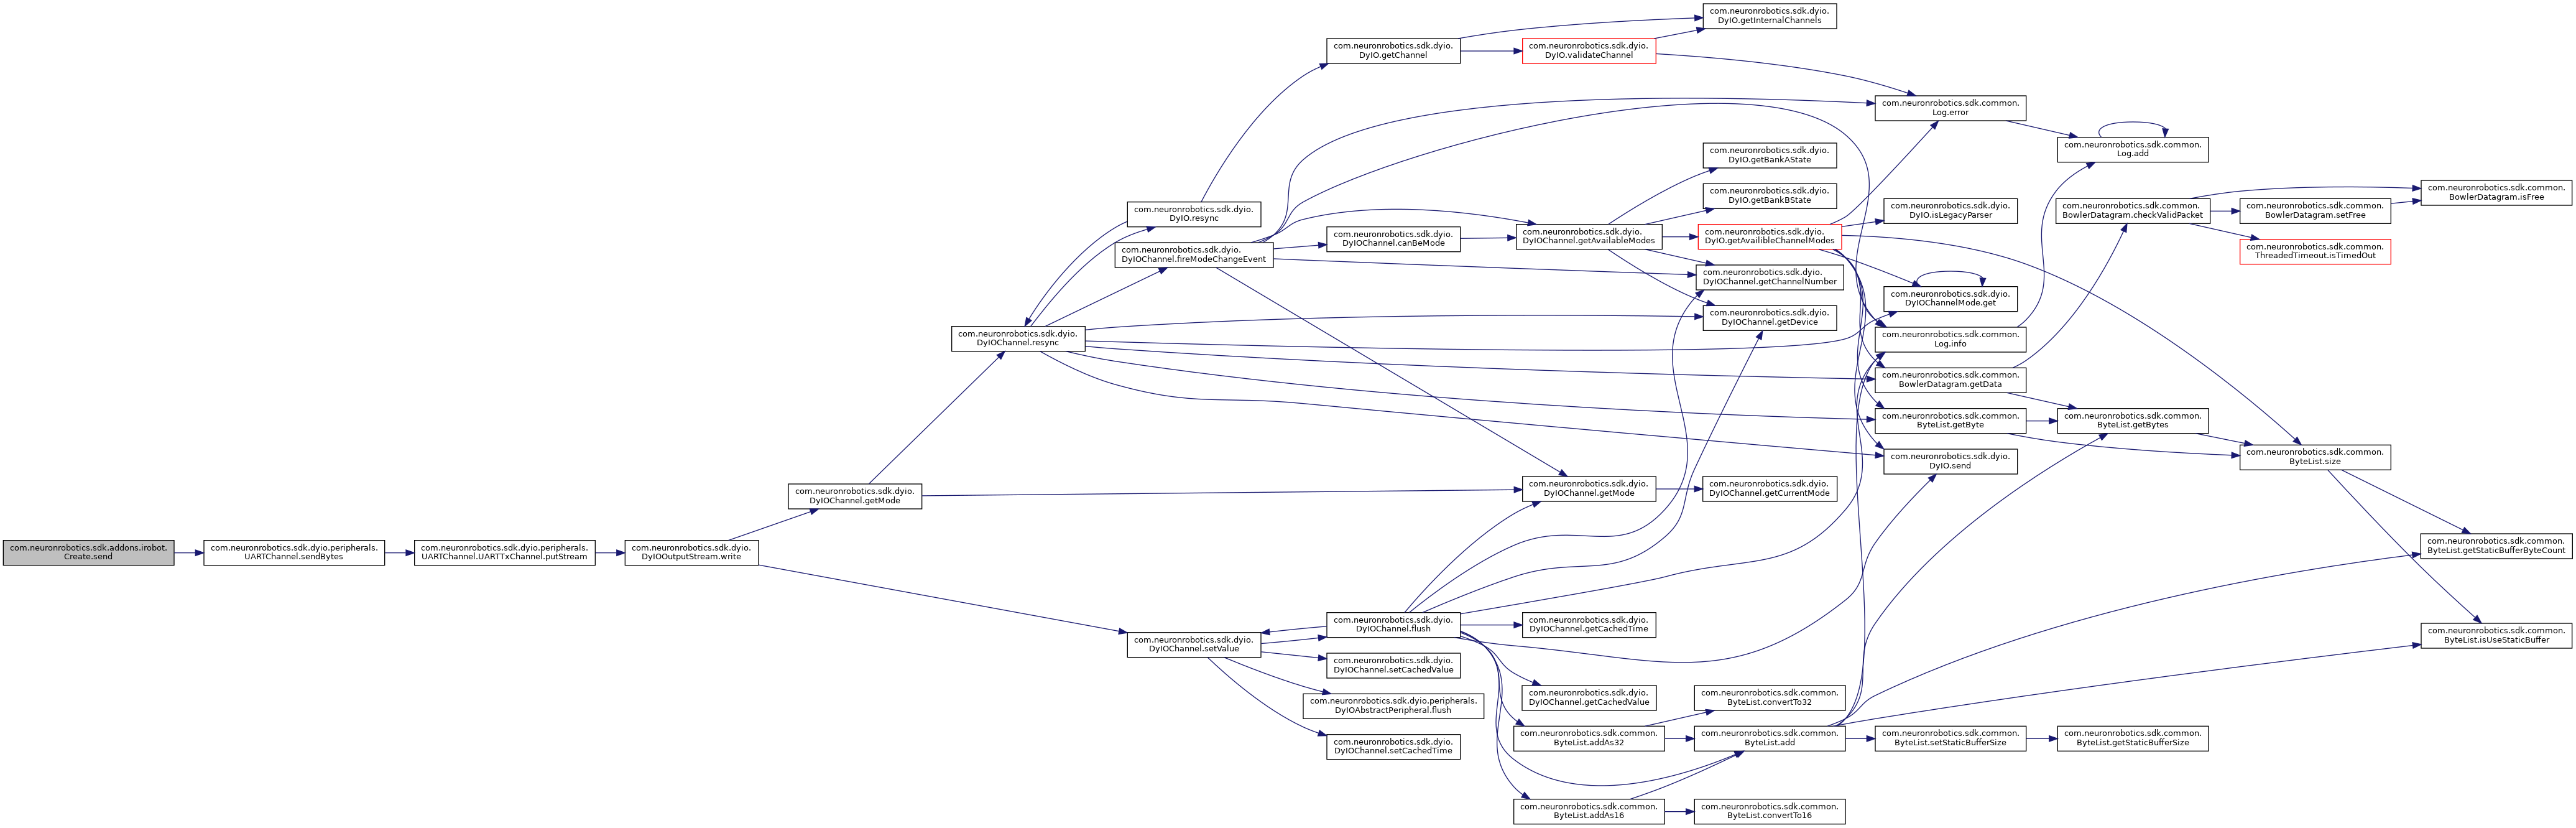 com.neuronrobotics.sdk.addons.irobot.
Create.send
com.neuronrobotics.sdk.dyio.peripherals.
UARTChannel.sendBytes
com.neuronrobotics.sdk.dyio.peripherals.
UARTChannel.UARTTxChannel.putStream
com.neuronrobotics.sdk.dyio.
DyIOOutputStream.write
com.neuronrobotics.sdk.dyio.
DyIOChannel.getMode
com.neuronrobotics.sdk.dyio.
DyIOChannel.resync
com.neuronrobotics.sdk.dyio.
DyIO.resync
com.neuronrobotics.sdk.dyio.
DyIOChannel.fireModeChangeEvent
com.neuronrobotics.sdk.dyio.
DyIOChannel.setValue
com.neuronrobotics.sdk.dyio.
DyIO.getChannel
com.neuronrobotics.sdk.dyio.
DyIOChannel.canBeMode
com.neuronrobotics.sdk.dyio.
DyIOChannel.flush
com.neuronrobotics.sdk.dyio.
DyIOChannel.setCachedValue
com.neuronrobotics.sdk.dyio.peripherals.
DyIOAbstractPeripheral.flush
com.neuronrobotics.sdk.dyio.
DyIOChannel.setCachedTime
com.neuronrobotics.sdk.dyio.
DyIO.validateChannel
com.neuronrobotics.sdk.dyio.
DyIOChannel.getAvailableModes
com.neuronrobotics.sdk.dyio.
DyIOChannel.getMode
com.neuronrobotics.sdk.dyio.
DyIOChannel.getCachedTime
com.neuronrobotics.sdk.dyio.
DyIOChannel.getCachedValue
com.neuronrobotics.sdk.common.
ByteList.addAs32
com.neuronrobotics.sdk.common.
ByteList.addAs16
com.neuronrobotics.sdk.dyio.
DyIO.getInternalChannels
com.neuronrobotics.sdk.dyio.
DyIO.getBankAState
com.neuronrobotics.sdk.dyio.
DyIO.getBankBState
com.neuronrobotics.sdk.dyio.
DyIO.getAvailibleChannelModes
com.neuronrobotics.sdk.dyio.
DyIOChannel.getChannelNumber
com.neuronrobotics.sdk.dyio.
DyIOChannel.getDevice
com.neuronrobotics.sdk.dyio.
DyIOChannel.getCurrentMode
com.neuronrobotics.sdk.common.
ByteList.convertTo32
com.neuronrobotics.sdk.common.
ByteList.add
com.neuronrobotics.sdk.common.
ByteList.convertTo16
com.neuronrobotics.sdk.common.
Log.error
com.neuronrobotics.sdk.dyio.
DyIO.isLegacyParser
com.neuronrobotics.sdk.dyio.
DyIOChannelMode.get
com.neuronrobotics.sdk.common.
Log.info
com.neuronrobotics.sdk.common.
BowlerDatagram.getData
com.neuronrobotics.sdk.common.
ByteList.getByte
com.neuronrobotics.sdk.dyio.
DyIO.send
com.neuronrobotics.sdk.common.
ByteList.setStaticBufferSize
com.neuronrobotics.sdk.common.
Log.add
com.neuronrobotics.sdk.common.
BowlerDatagram.checkValidPacket
com.neuronrobotics.sdk.common.
ByteList.getBytes
com.neuronrobotics.sdk.common.
ByteList.getStaticBufferSize
com.neuronrobotics.sdk.common.
BowlerDatagram.setFree
com.neuronrobotics.sdk.common.
ThreadedTimeout.isTimedOut
com.neuronrobotics.sdk.common.
ByteList.size
com.neuronrobotics.sdk.common.
BowlerDatagram.isFree
com.neuronrobotics.sdk.common.
ByteList.getStaticBufferByteCount
com.neuronrobotics.sdk.common.
ByteList.isUseStaticBuffer